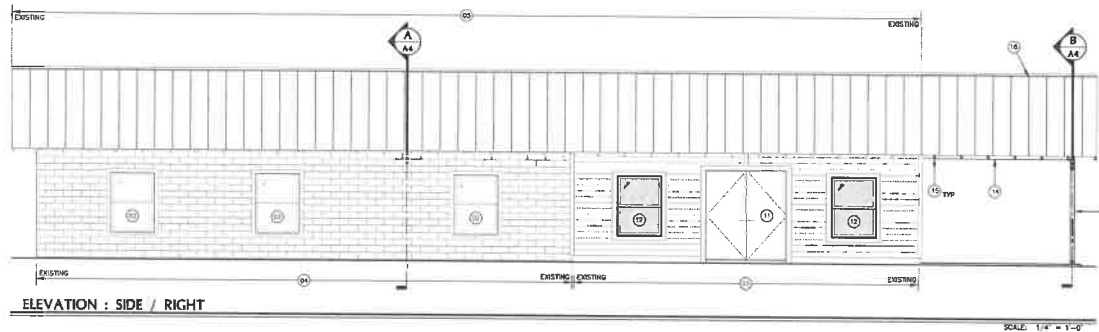 EXISTING 03 EXISTING
A
A4
B
A4
16
15 TYP 14
12 11 12
EXISTING 04 EXISTING EXISTING EXISTING
ELEVATION : SIDE / RIGHT
SCALE: 1/4" = 1'-0"